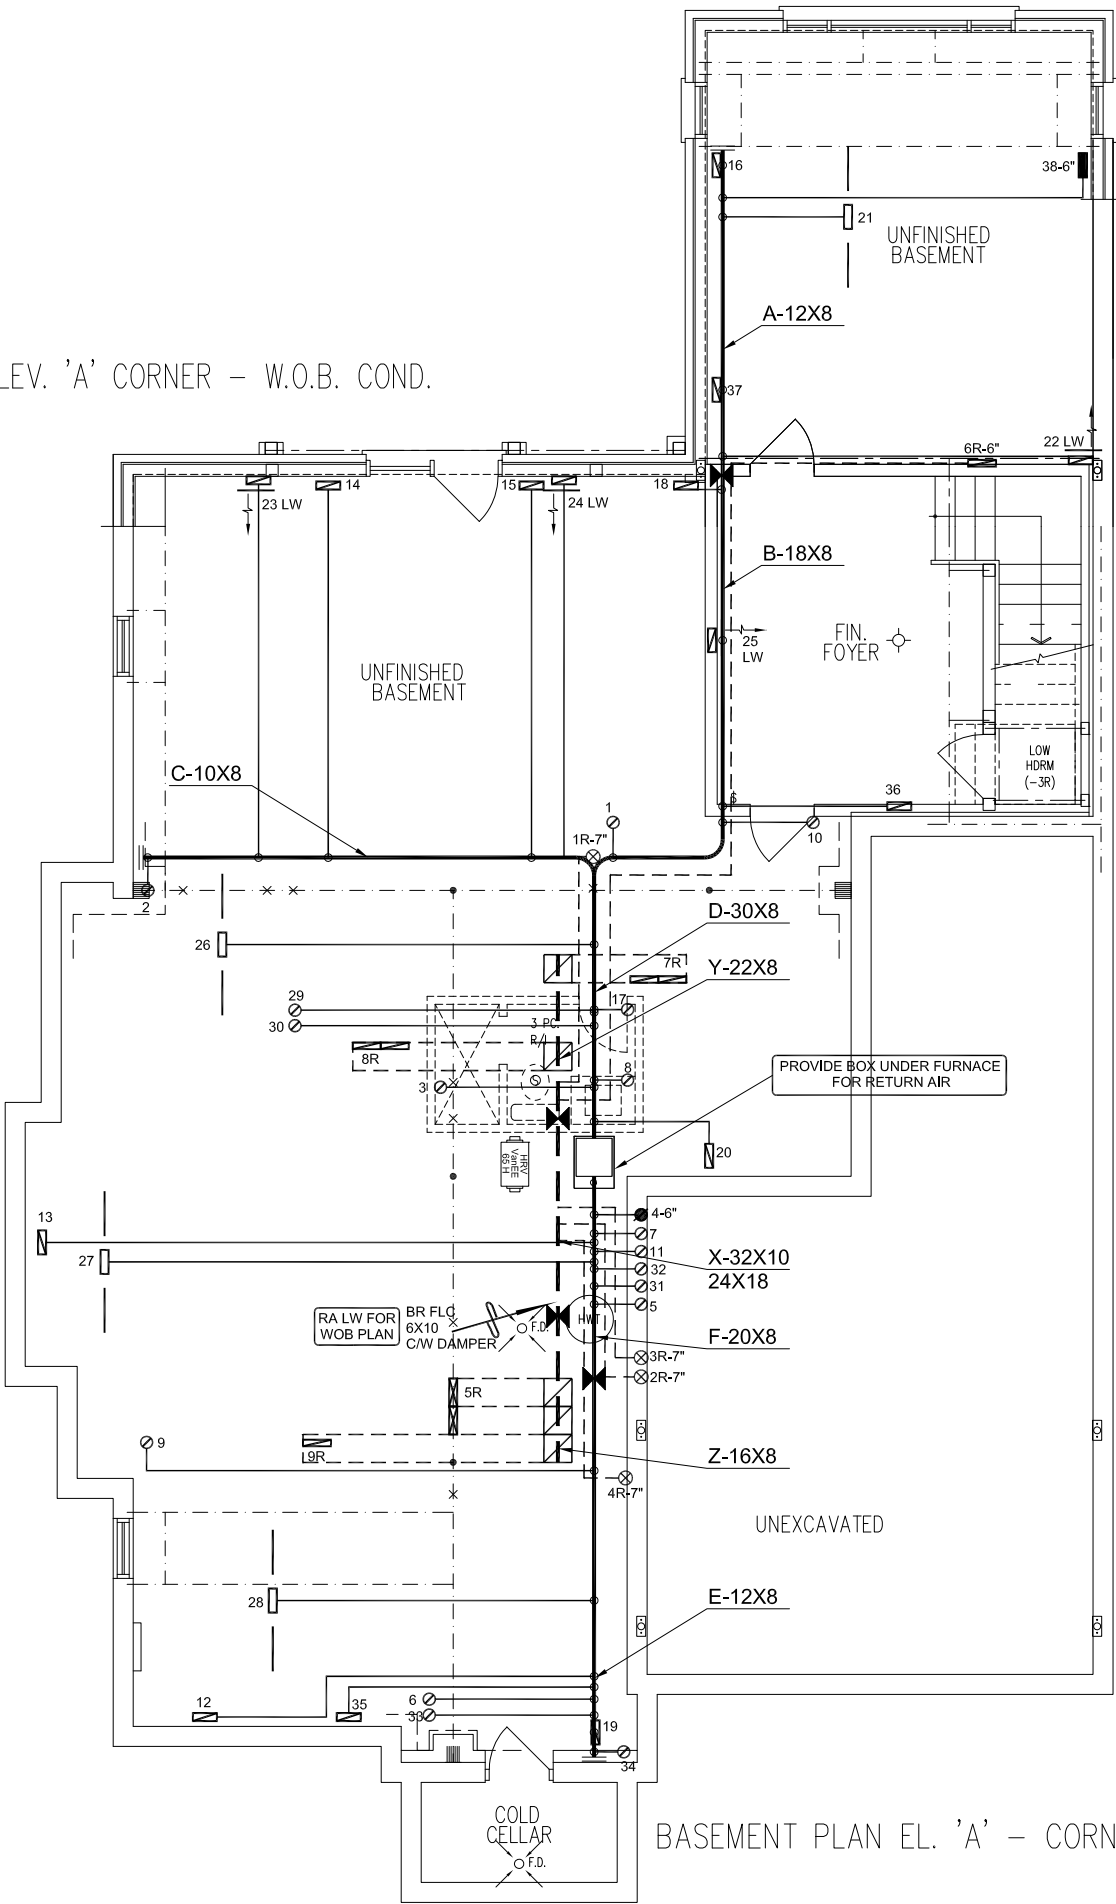 16
38-6"
21
UNFINISHED
BASEMENT
A-12X8
LEV. 'A' CORNER - W.O.B. COND.
37
6R-6"
22 LW
23 LW
14
15
24 LW
18
B-18X8
25
LW
FIN.
FOYER
UNFINISHED
BASEMENT
LOW
HDRM
(-3R)
C-10X8
1
36
10
1R-7"
2
D-30X8
26
7R
Y-22X8
29
30
17
3 PC.
R/
8R
8
3
PROVIDE BOX UNDER FURNACE
FOR RETURN AIR
HRV
VanEE
65 H
20
13
4-6"
7
11
32
31
5
27
X-32X10
24X18
RA LW FOR
WOB PLAN
BR FLO
6X10
C/W DAMPER
F.D.
HWT
F-20X8
3R-7"
2R-7"
5R
9
9R
Z-16X8
4R-7"
UNEXCAVATED
28
E-12X8
12
35
6
33
19
34
COLD
CELLAR
F.D.
BASEMENT PLAN EL. 'A' - CORN